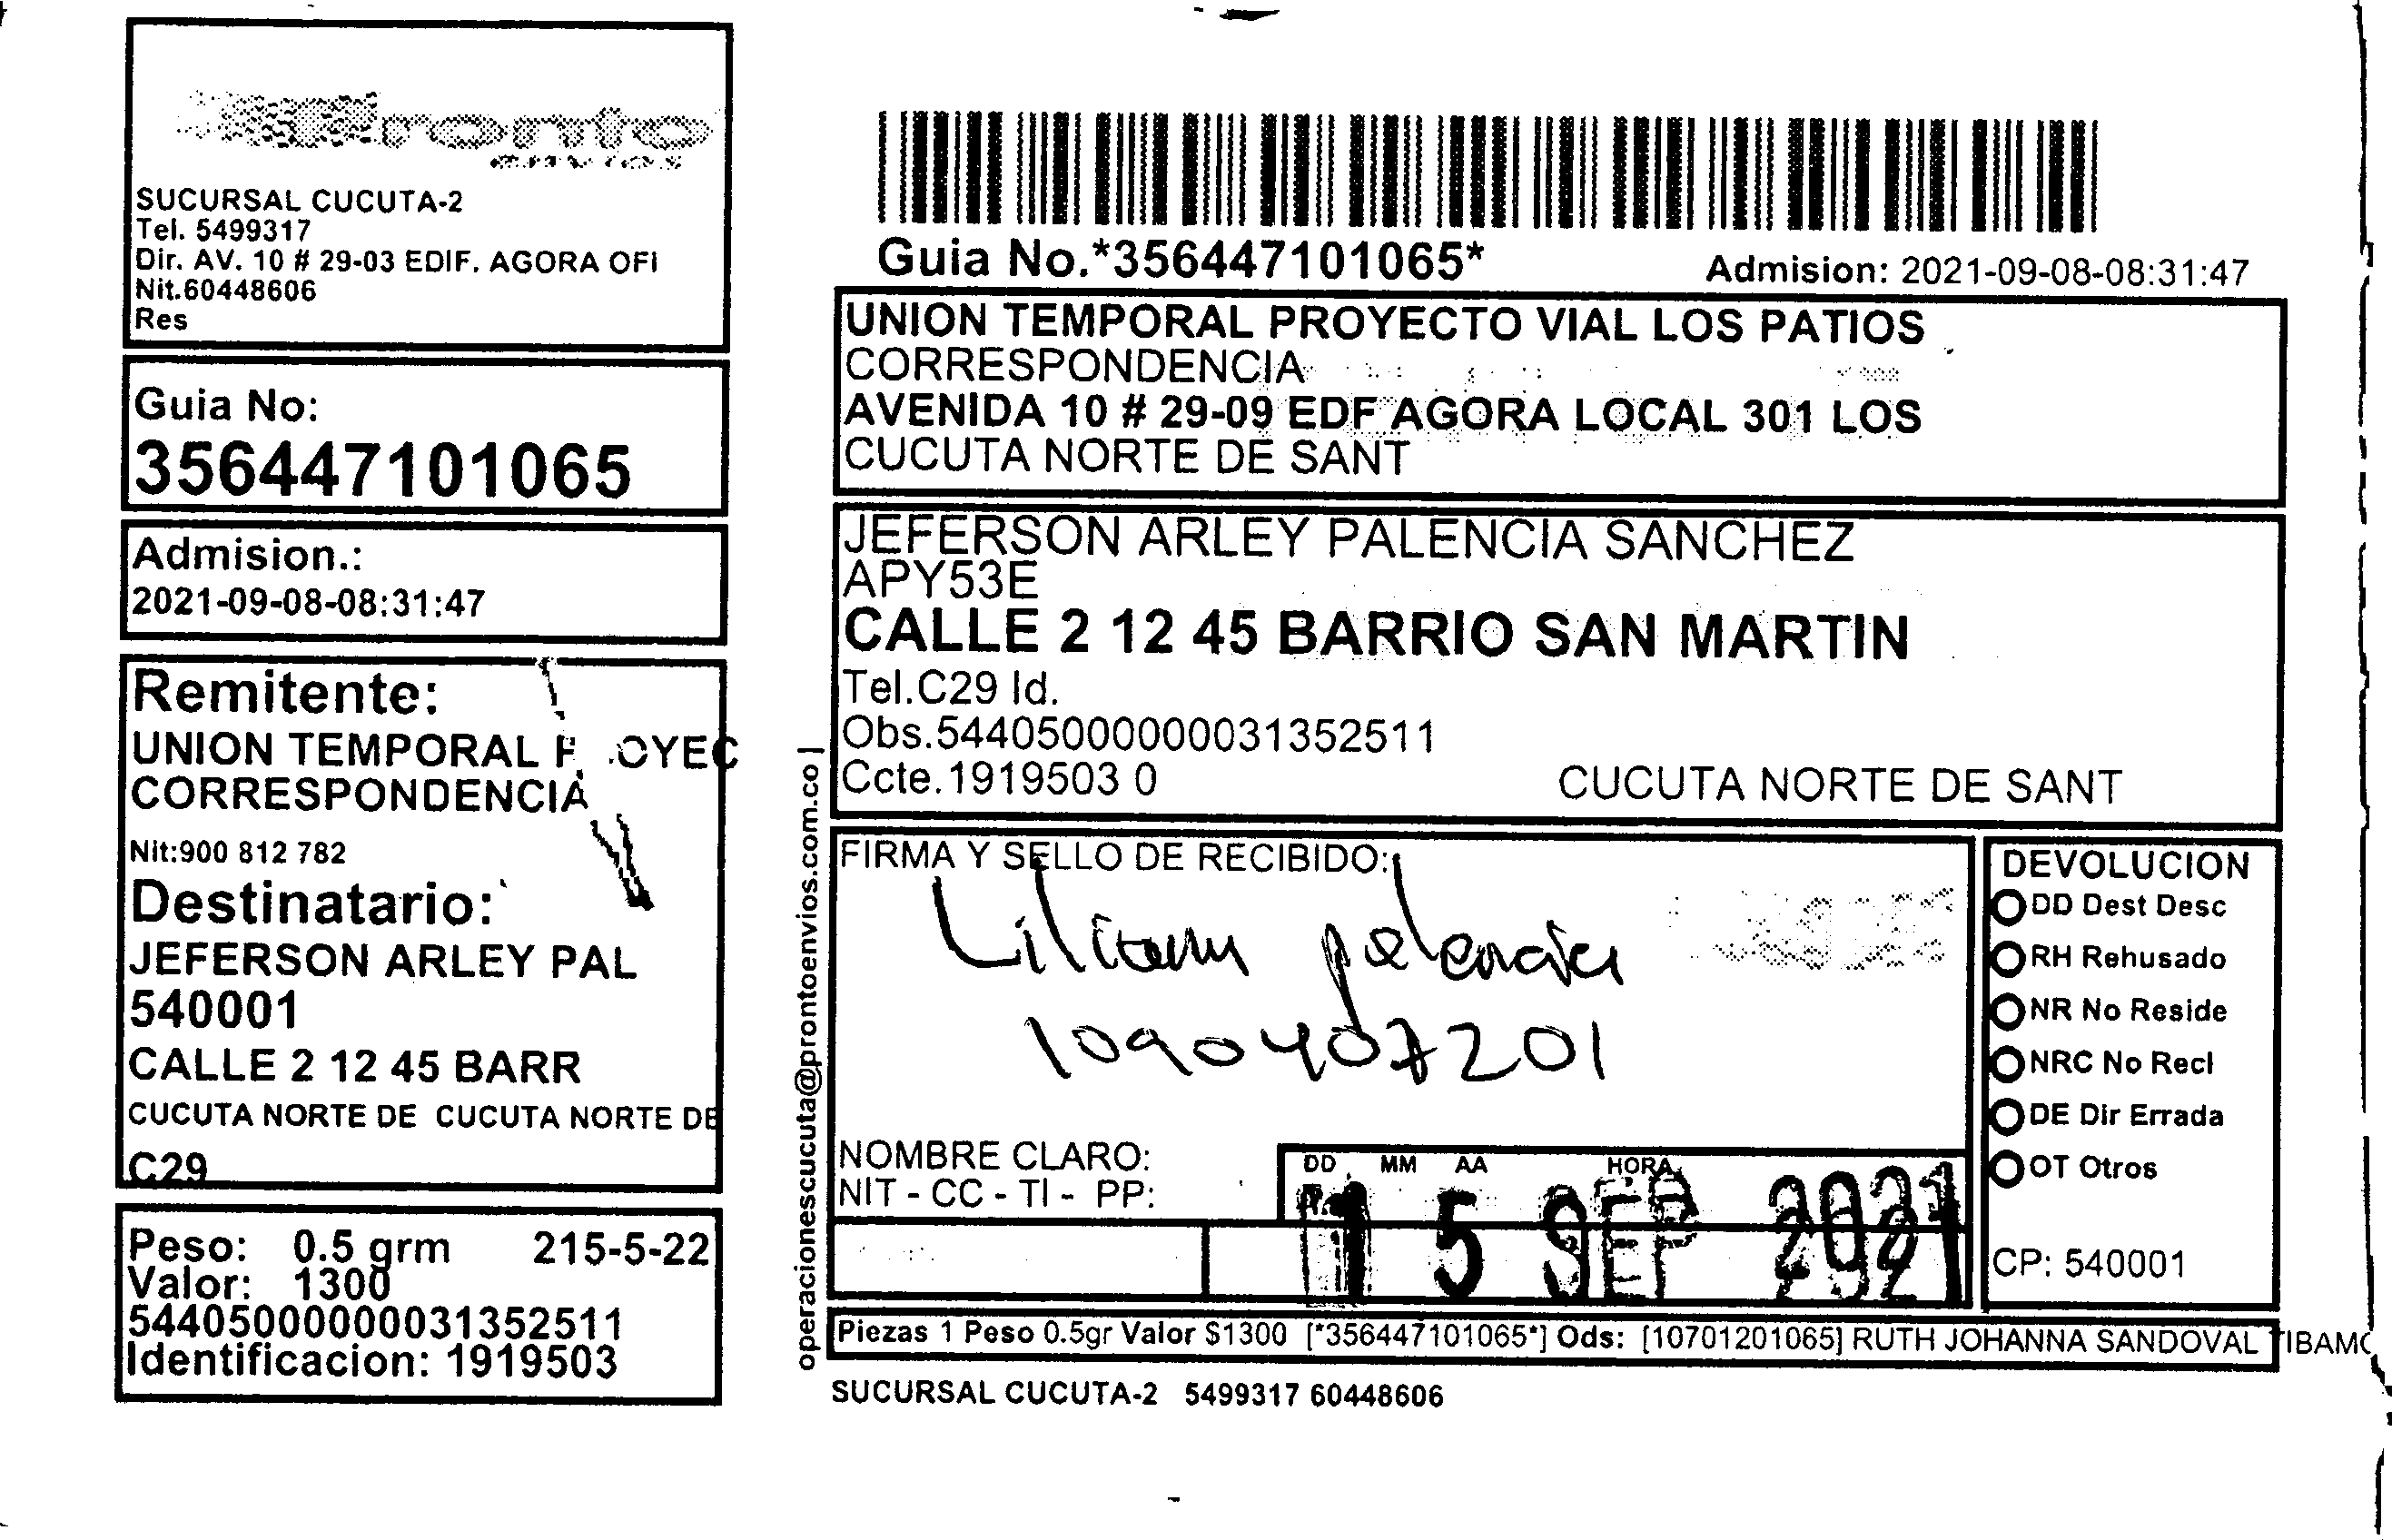 Pronto
envios
SUCURSAL CUCUTA-2
Tel. 5499317
Dir. AV. 10 # 29-03 EDIF. AGORA OFI
Nit.60448606
Res
Guia No:
356447101065
Admision.:
2021-09-08-08:31:47
Remitente:
UNION TEMPORAL P OYEC
CORRESPONDENCIA
Nit:900 812 782
Destinatario:
JEFERSON ARLEY PAL
540001
CALLE 2 12 45 BARR
CUCUTA NORTE DE CUCUTA NORTE DE
C29
Peso: 0.5 grm 215-5-22
Valor: 1300
544050000000031352511
Identificacion: 1919503
operacionescucuta@prontoenvios.com.co |
Guia No.*356447101065*
Admision: 2021-09-08-08:31:47
UNION TEMPORAL PROYECTO VIAL LOS PATIOS
CORRESPONDENCIA
AVENIDA 10 # 29-09 EDF AGORA LOCAL 301 LOS
CUCUTA NORTE DE SANT
JEFERSON ARLEY PALENCIA SANCHEZ
APY53E
CALLE 2 12 45 BARRIO SAN MARTIN
Tel.C29 Id.
Obs.544050000000031352511
Ccte.1919503 0 CUCUTA NORTE DE SANT
FIRMA Y SELLO DE RECIBIDO:
Liliam palencia
1090407201
NOMBRE CLARO:
NIT - CC - TI - PP:
DD MM AA HORA
15 SEP 2021
DEVOLUCION
DD Dest Desc
RH Rehusado
NR No Reside
NRC No Recl
DE Dir Errada
OT Otros
CP: 540001
Piezas 1 Peso 0.5gr Valor $1300 [*356447101065*] Ods: [10701201065] RUTH JOHANNA SANDOVAL TIBAMO
SUCURSAL CUCUTA-2 5499317 60448606